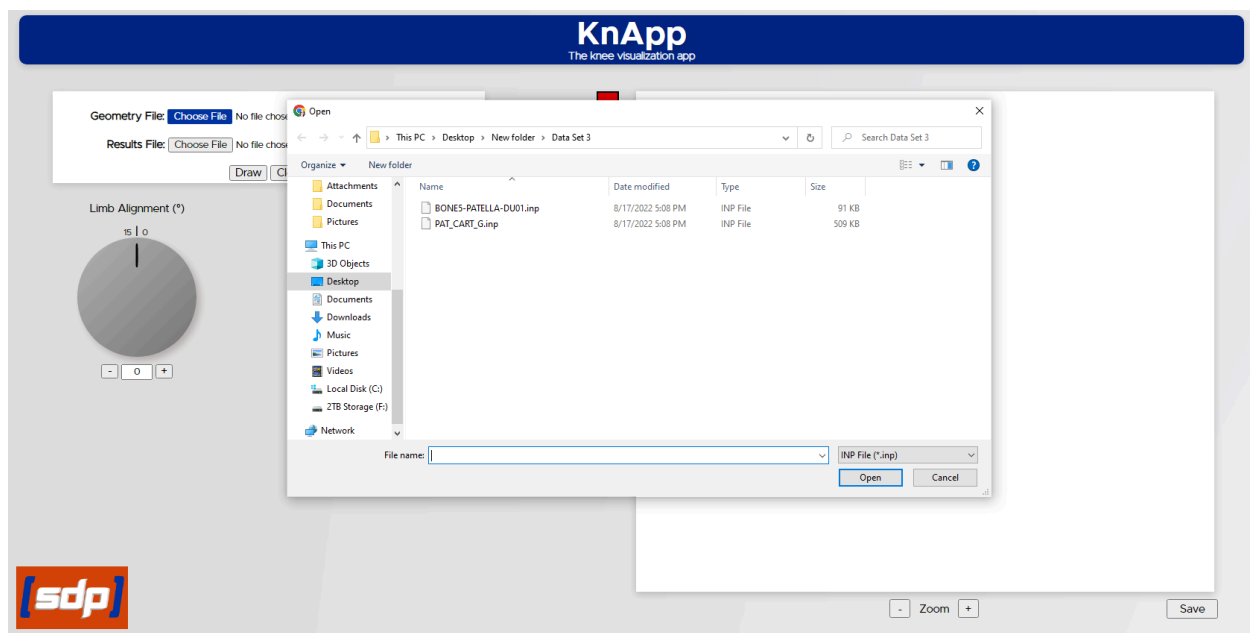 KnApp
The knee visualization app
Geometry File: Choose File No file chose
Results File: Choose File No file chose
Draw Cl
Limb Alignment (°)
15 0
- 0 +
Open
This PC > Desktop > New folder > Data Set 3
Search Data Set 3
Organize New folder
Attachments
Documents
Pictures
This PC
3D Objects
Desktop
Documents
Downloads
Music
Pictures
Videos
Local Disk (C:)
2TB Storage (F:)
Network
Name Date modified Type Size
BONE5-PATELLA-DU01.inp 8/17/2022 5:08 PM INP File 91 KB
PAT_CART_G.inp 8/17/2022 5:08 PM INP File 509 KB
File name: INP File (*.inp)
Open Cancel
[sdp]
- Zoom +
Save